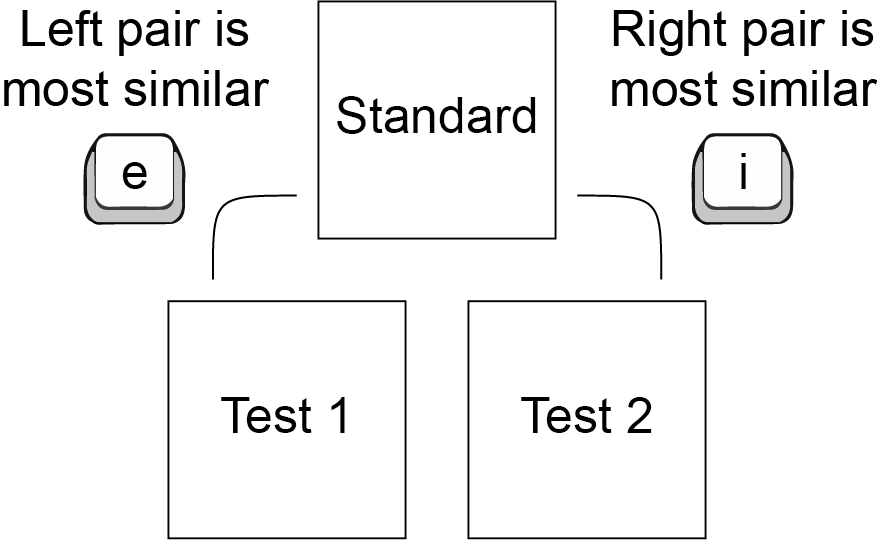 Left pair is
most similar
e
Standard
Right pair is
most similar
i
Test 1
Test 2